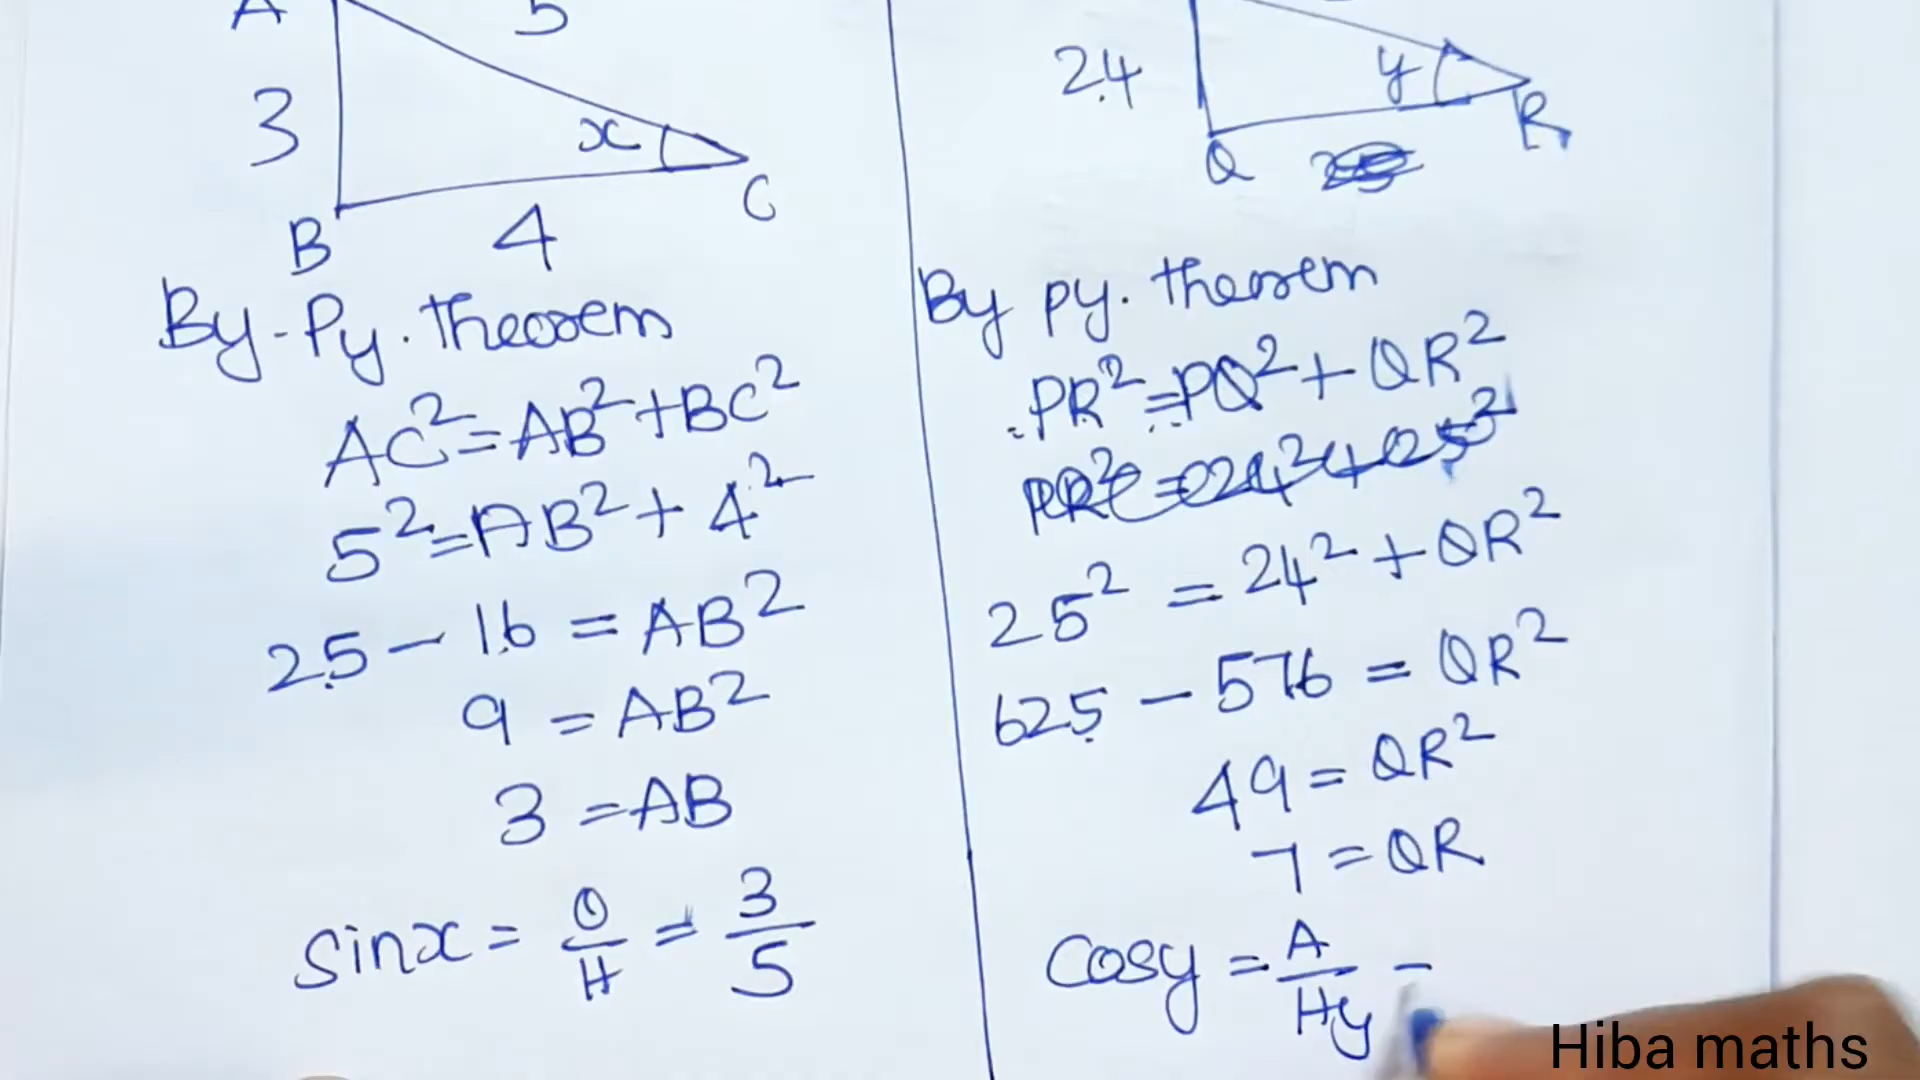 A 5
3 x
B 4 C
By-Py. theorem
AC²=AB²+BC²
5²=AB²+4²
25-16=AB²
9=AB²
3=AB
sinx=O/H=3/5
24 y R
Q
By py. theorem
PR²=PQ²+QR²
25²=24²+QR²
625-576=QR²
49=QR²
7=QR
Cosy=A/Hy-
Hiba maths